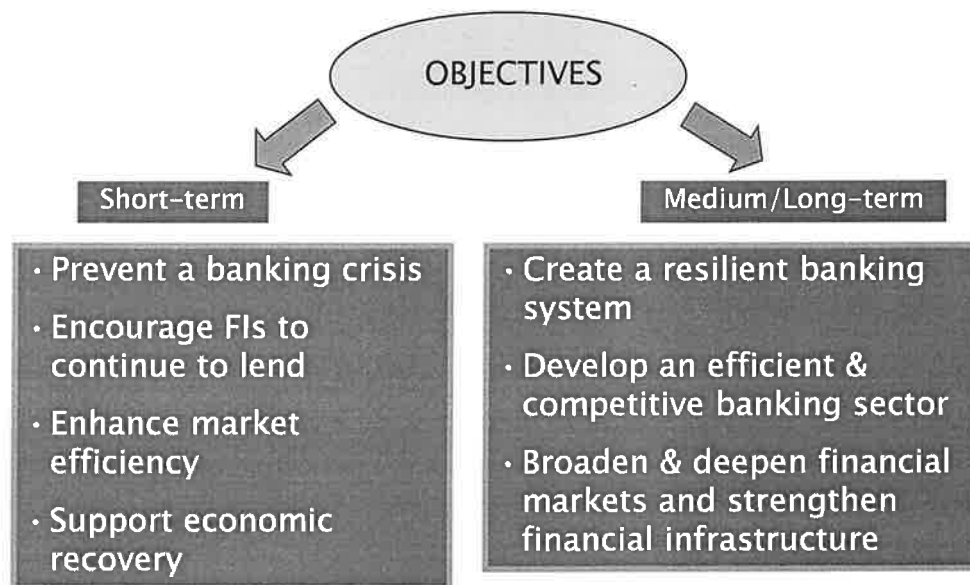 OBJECTIVES
Short-term
· Prevent a banking crisis
· Encourage FIs to
continue to lend
· Enhance market
efficiency
· Support economic
recovery
Medium/Long-term
· Create a resilient banking
system
· Develop an efficient &
competitive banking sector
· Broaden & deepen financial
markets and strengthen
financial infrastructure